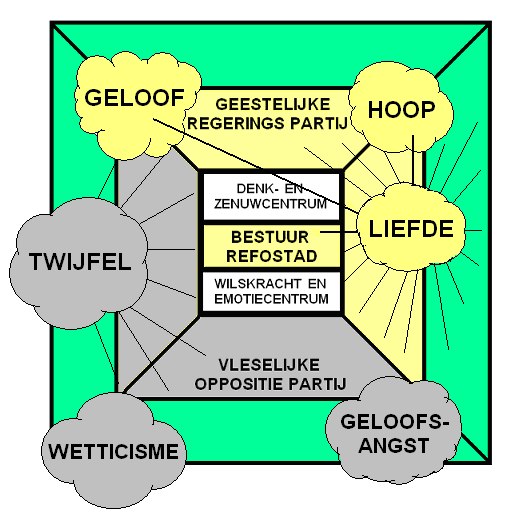 GELOOF
GEESTELIJKE
REGERINGS PARTIJ
HOOP
DENK- EN
ZENUWCENTRUM
BESTUUR
REFOSTAD
LIEFDE
TWIJFEL
WILSKRACHT EN
EMOTIECENTRUM
VLESELIJKE
OPPOSITIE PARTIJ
WETTICISME
GELOOFS-
ANGST